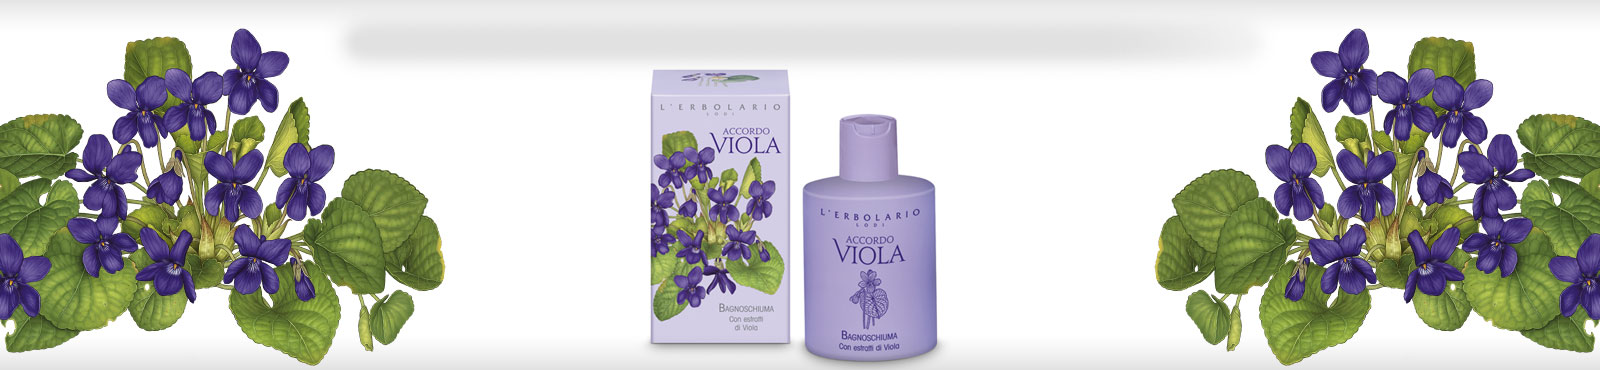 L'ERBOLARIO
LODI
ACCORDO
VIOLA
BAGNOSCHIUMA
Con estratti
di Viola
L'ERBOLARIO
LODI
ACCORDO
VIOLA
BAGNOSCHIUMA
Con estratti di Viola